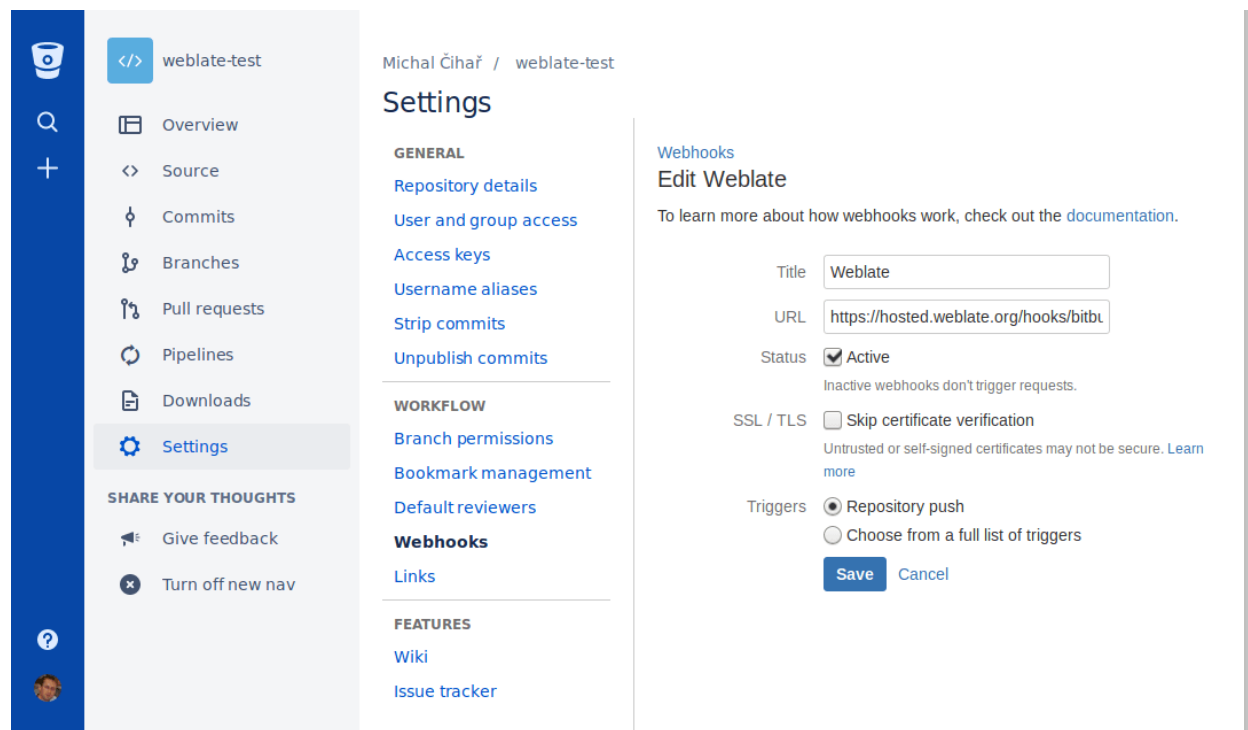 </> weblate-test
Overview
Source
Commits
Branches
Pull requests
Pipelines
Downloads
Settings
SHARE YOUR THOUGHTS
Give feedback
Turn off new nav
Michal Čihař / weblate-test
Settings
GENERAL
Repository details
User and group access
Access keys
Username aliases
Strip commits
Unpublish commits
WORKFLOW
Branch permissions
Bookmark management
Default reviewers
Webhooks
Links
FEATURES
Wiki
Issue tracker
Webhooks
Edit Weblate
To learn more about how webhooks work, check out the documentation.
Title Weblate
URL https://hosted.weblate.org/hooks/bitbu
Status Active
Inactive webhooks don't trigger requests.
SSL / TLS Skip certificate verification
Untrusted or self-signed certificates may not be secure. Learn
more
Triggers Repository push
Choose from a full list of triggers
Save Cancel